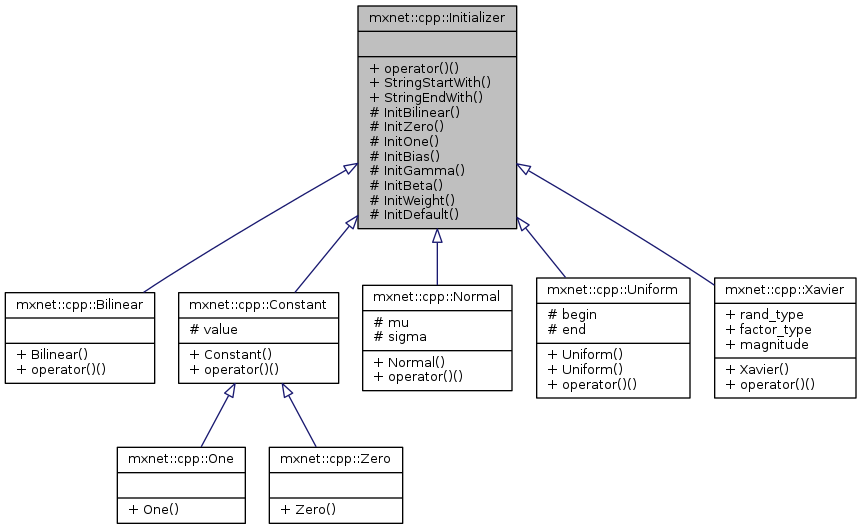 mxnet::cpp::Initializer
+ operator()()
+ StringStartWith()
+ StringEndWith()
# InitBilinear()
# InitZero()
# InitOne()
# InitBias()
# InitGamma()
# InitBeta()
# InitWeight()
# InitDefault()
mxnet::cpp::Bilinear
+ Bilinear()
+ operator()()
mxnet::cpp::Constant
# value
+ Constant()
+ operator()()
mxnet::cpp::Normal
# mu
# sigma
+ Normal()
+ operator()()
mxnet::cpp::Uniform
# begin
# end
+ Uniform()
+ Uniform()
+ operator()()
mxnet::cpp::Xavier
+ rand_type
+ factor_type
+ magnitude
+ Xavier()
+ operator()()
mxnet::cpp::One
+ One()
mxnet::cpp::Zero
+ Zero()